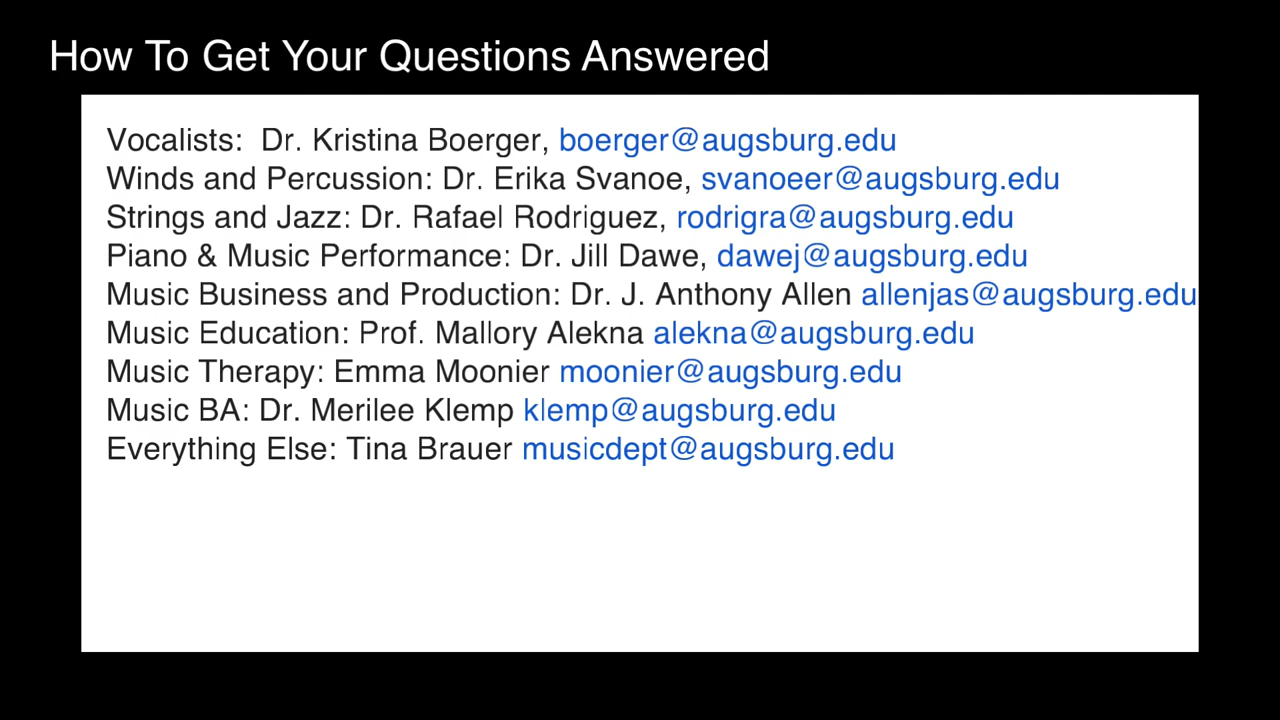 How To Get Your Questions Answered
Vocalists:  Dr. Kristina Boerger, boerger@augsburg.edu
Winds and Percussion: Dr. Erika Svanoe, svanoeer@augsburg.edu
Strings and Jazz: Dr. Rafael Rodriguez, rodrigra@augsburg.edu
Piano & Music Performance: Dr. Jill Dawe, dawej@augsburg.edu
Music Business and Production: Dr. J. Anthony Allen allenjas@augsburg.edu
Music Education: Prof. Mallory Alekna alekna@augsburg.edu
Music Therapy: Emma Moonier moonier@augsburg.edu
Music BA: Dr. Merilee Klemp klemp@augsburg.edu
Everything Else: Tina Brauer musicdept@augsburg.edu